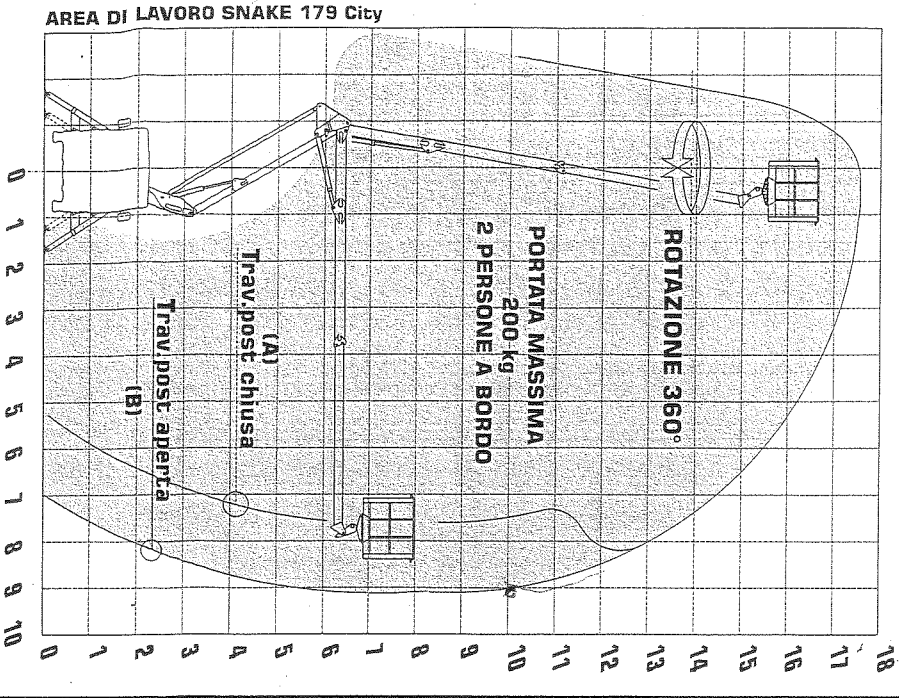 AREA DI LAVORO SNAKE 179 City
ROTAZIONE 360°
PORTATA MASSIMA
200 kg
2 PERSONE A BORDO
(A)
Trav.post chiusa
Trav.post aperta
(B)
0 1 2 3 4 5 6 7 8 9 10
0 1 2 3 4 5 6 7 8 9 10 11 12 13 14 15 16 17 18